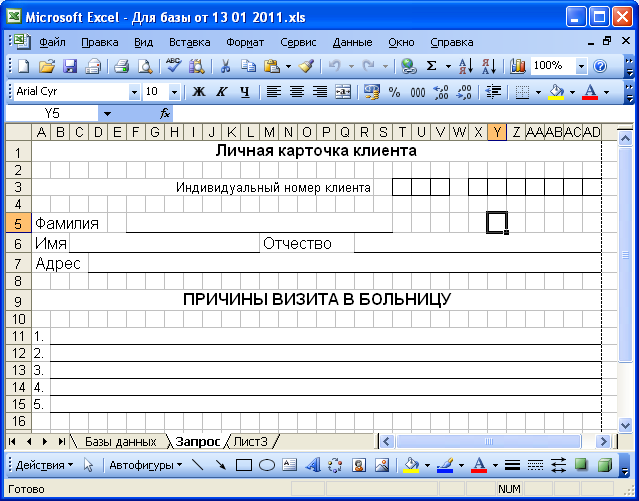 Microsoft Excel - Для базы от 13 01 2011.xls
Файл Правка Вид Вставка Формат Сервис Данные Окно Справка
100%
Arial Cyr 10 Ж К Ч % 000
Y5 fx
A B C D E F G H I J K L M N O P Q R S T U V W X Y Z AA AB AC AD
1 Личная карточка клиента
2
3 Индивидуальный номер клиента
4
5 Фамилия
6 Имя Отчество
7 Адрес
8
9 ПРИЧИНЫ ВИЗИТА В БОЛЬНИЦУ
10
11 1.
12 2.
13 3.
14 4.
15 5.
16
Базы данных Запрос Лист3
Действия Автофигуры
Готово NUM